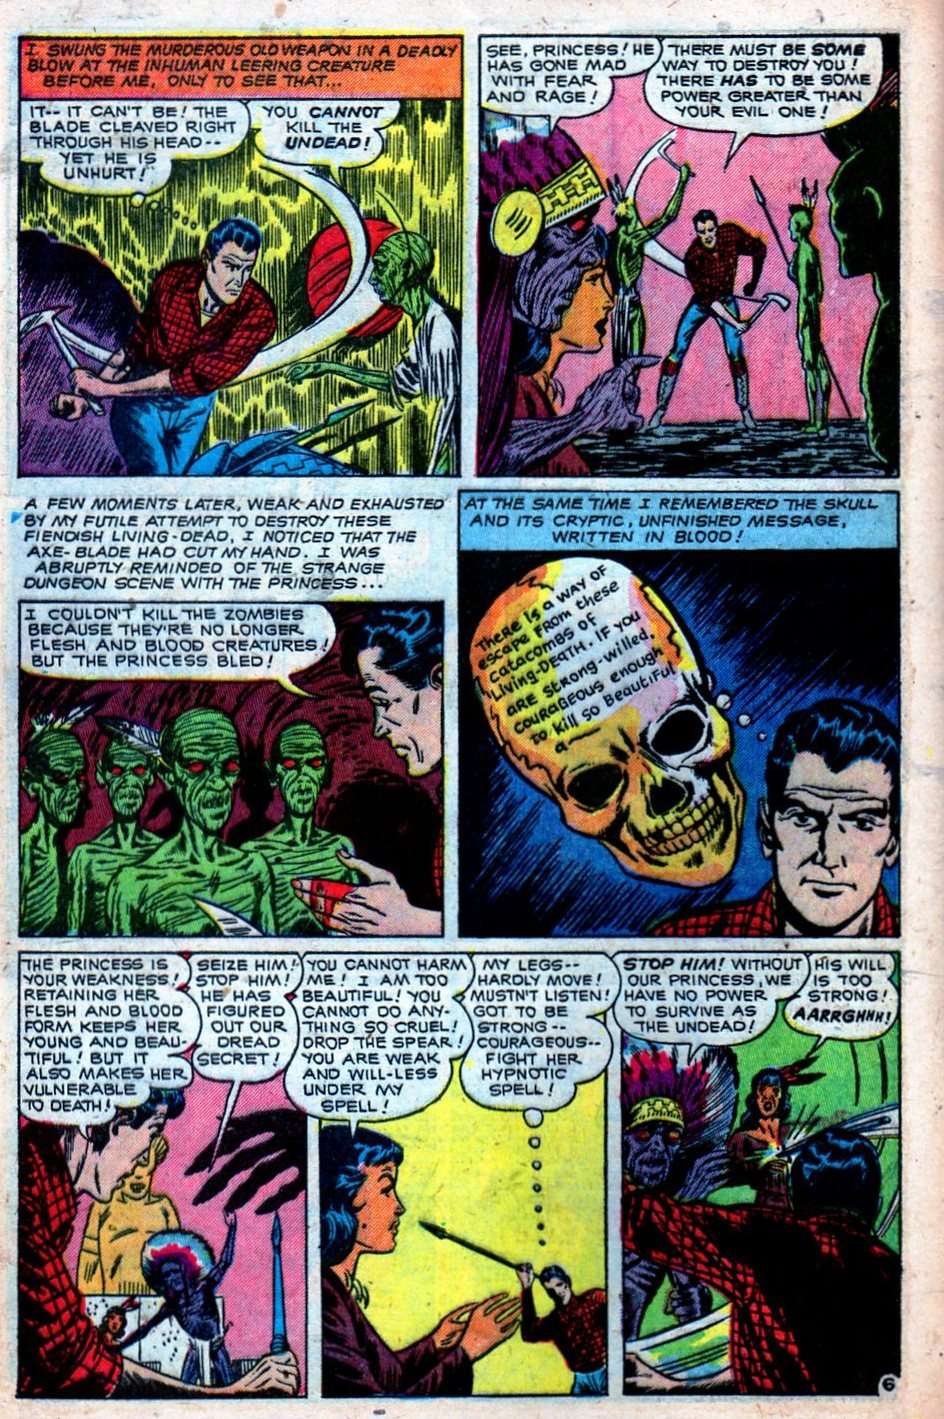 I SWUNG THE MURDEROUS OLD WEAPON IN A DEADLY
BLOW AT THE INHUMAN LEERING CREATURE
BEFORE ME, ONLY TO SEE THAT...
IT-- IT CAN'T BE! THE
BLADE CLEAVED RIGHT
THROUGH HIS HEAD--
YET HE IS
UNHURT!
YOU CANNOT
KILL THE
UNDEAD!
SEE, PRINCESS! HE
HAS GONE MAD
WITH FEAR
AND RAGE!
THERE MUST BE SOME
WAY TO DESTROY YOU!
THERE HAS TO BE SOME
POWER GREATER THAN
YOUR EVIL ONE!
A FEW MOMENTS LATER, WEAK AND EXHAUSTED
BY MY FUTILE ATTEMPT TO DESTROY THESE
FIENDISH LIVING-DEAD, I NOTICED THAT THE
AXE-BLADE HAD CUT MY HAND. I WAS
ABRUPTLY REMINDED OF THE STRANGE
DUNGEON SCENE WITH THE PRINCESS...
I COULDN'T KILL THE ZOMBIES
BECAUSE THEY'RE NO LONGER
FLESH AND BLOOD CREATURES!
BUT THE PRINCESS BLED!
AT THE SAME TIME I REMEMBERED THE SKULL
AND ITS CRYPTIC, UNFINISHED MESSAGE,
WRITTEN IN BLOOD!
THERE IS A WAY OF
ESCAPE FROM these
CATACOMBS OF
LIVING-DEATH. IF YOU
ARE STRONG-willed,
COURAGEOUS enough
TO KILL SO BEAUTIFUL
A—
THE PRINCESS IS
YOUR WEAKNESS!
RETAINING HER
FLESH AND BLOOD
FORM KEEPS HER
YOUNG AND BEAU-
TIFUL! BUT IT
ALSO MAKES HER
VULNERABLE
TO DEATH!
SEIZE HIM!
STOP HIM!
HE HAS
FIGURED
OUT OUR
DREAD
SECRET!
YOU CANNOT HARM
ME! I AM TOO
BEAUTIFUL! YOU
CANNOT DO ANY-
THING SO CRUEL!
DROP THE SPEAR!
YOU ARE WEAK
AND WILL-LESS
UNDER MY
SPELL!
MY LEGS--
HARDLY MOVE!
MUSTN'T LISTEN!
GOT TO BE
STRONG--
COURAGEOUS--
FIGHT HER
HYPNOTIC
SPELL!
STOP HIM! WITHOUT
OUR PRINCESS, WE
HAVE NO POWER
TO SURVIVE AS
THE UNDEAD!
HIS WILL
IS TOO
STRONG!
AARRGHHH!
6